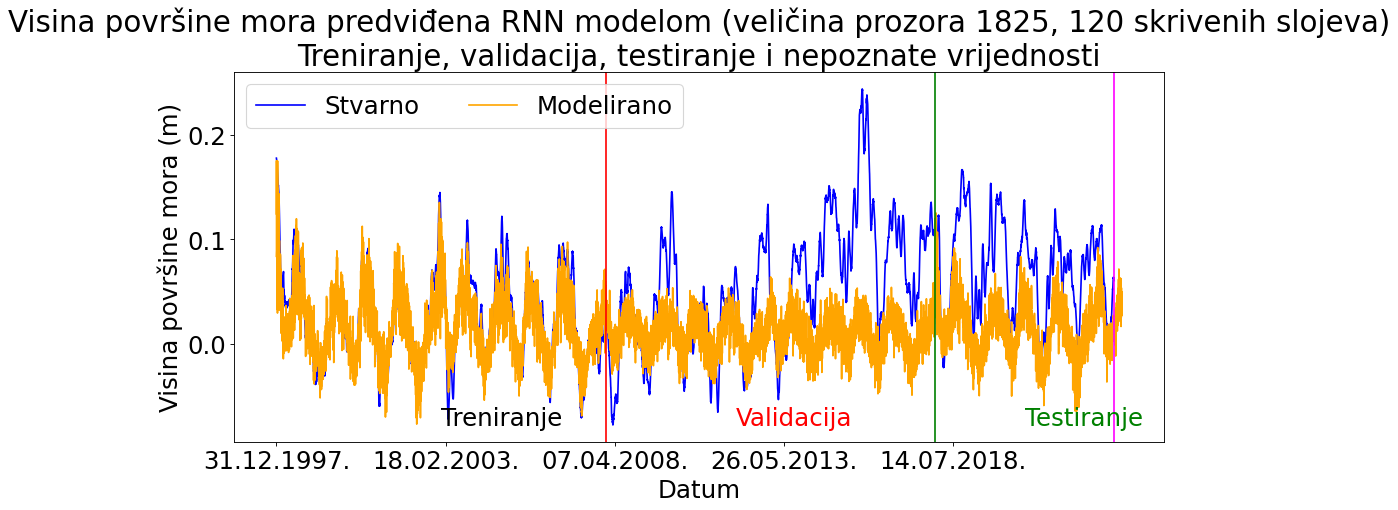 Visina površine mora predviđena RNN modelom (veličina prozora 1825, 120 skrivenih slojeva)
Treniranje, validacija, testiranje i nepoznate vrijednosti
Stvarno Modelirano
Visina površine mora (m)
0.2
0.1
0.0
Treniranje Validacija Testiranje
31.12.1997. 18.02.2003. 07.04.2008. 26.05.2013. 14.07.2018.
Datum